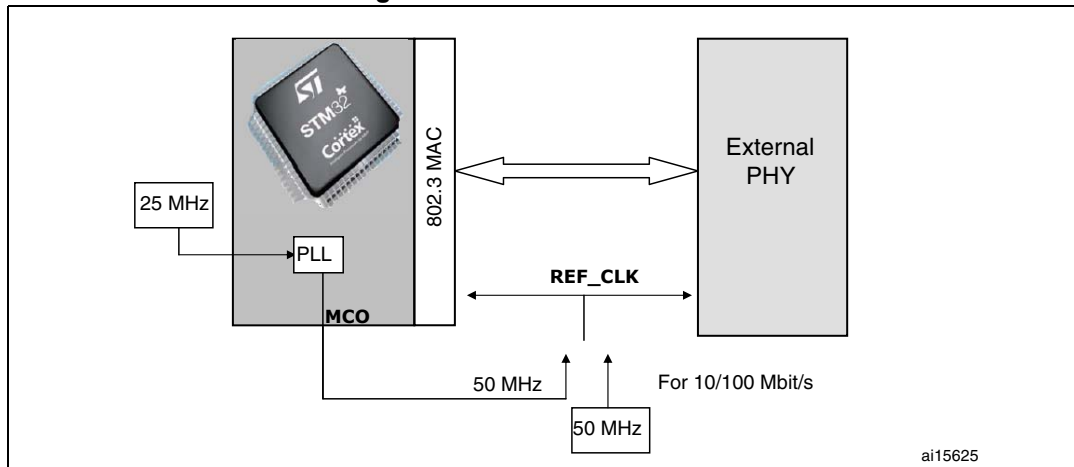 ST
STM32
Cortex
802.3 MAC
External
PHY
25 MHz
PLL
REF_CLK
MCO
50 MHz
For 10/100 Mbit/s
50 MHz
ai15625